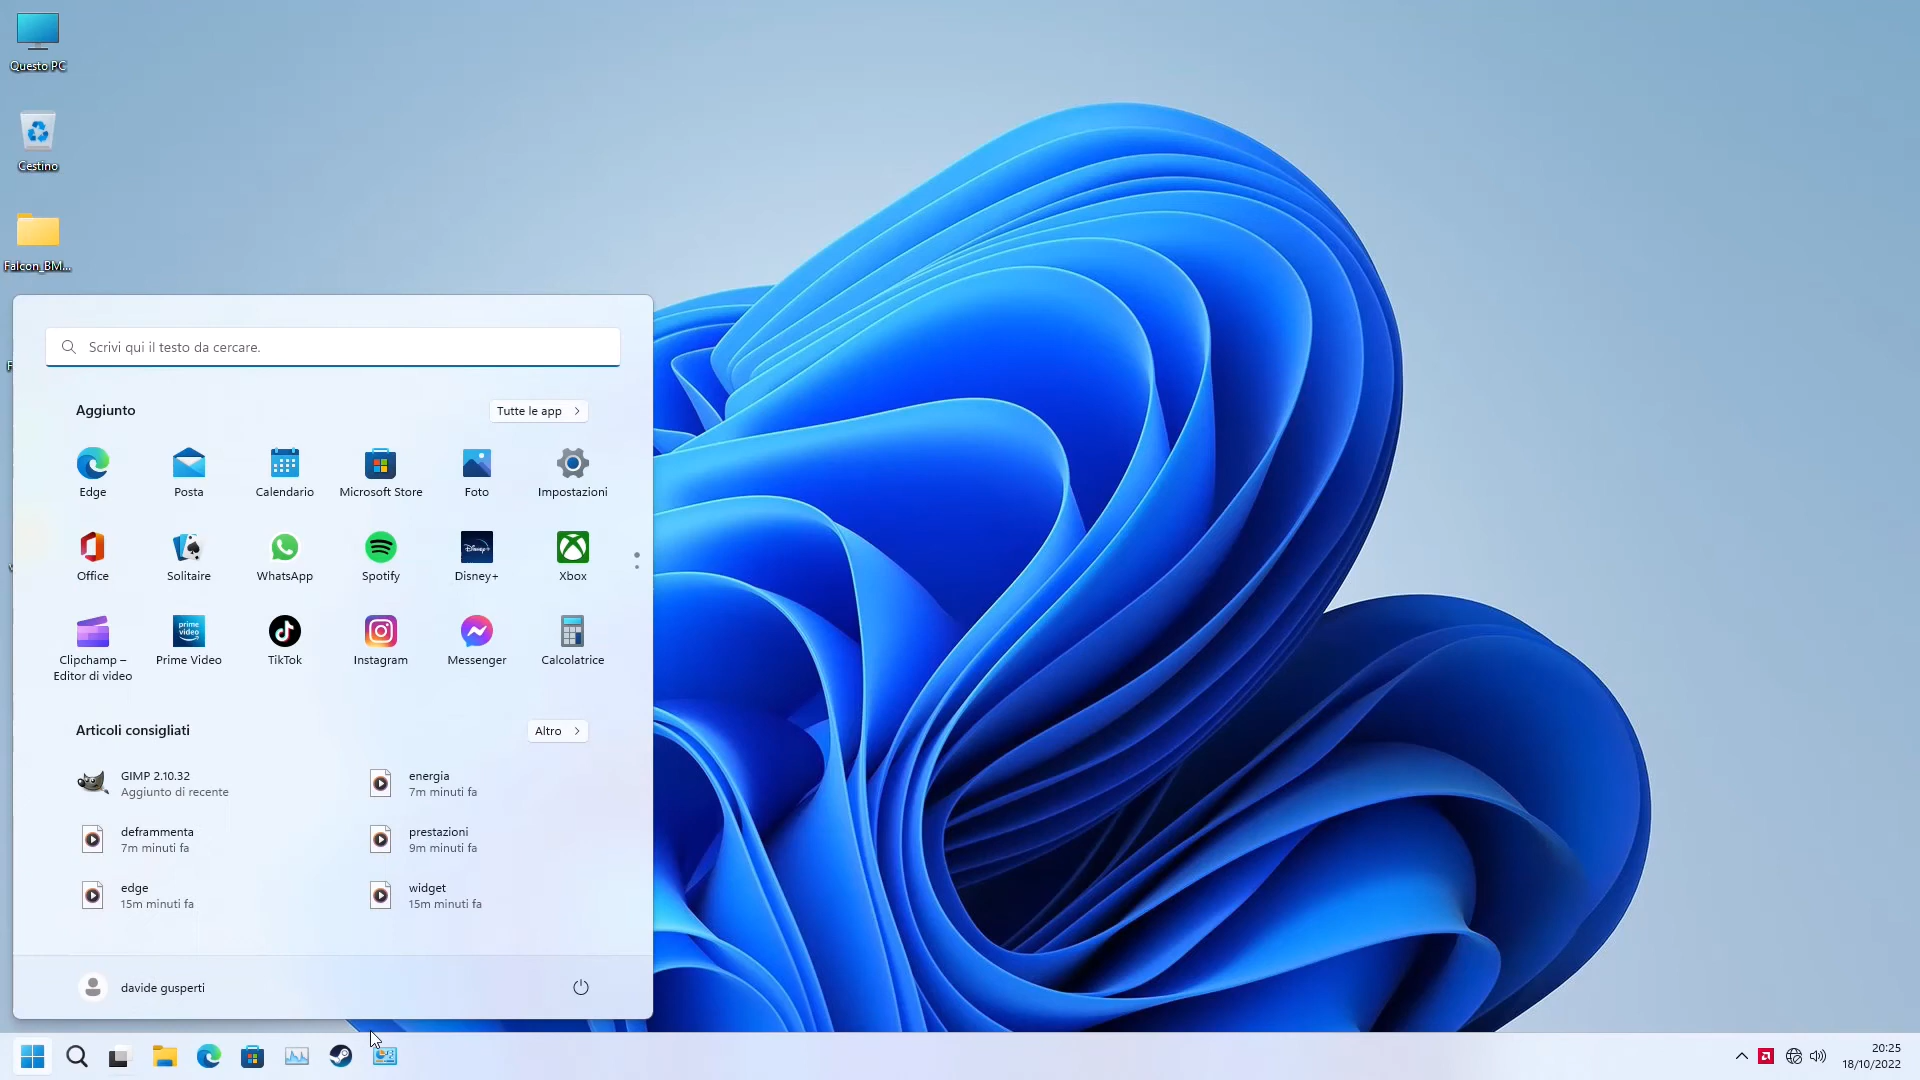 Questo PC
Cestino
Falcon_BM...
Scrivi qui il testo da cercare.
Aggiunto
Tutte le app
Edge
Posta
Calendario
Microsoft Store
Foto
Impostazioni
Office
Solitaire
WhatsApp
Spotify
Disney+
Disney+
Xbox
prime video
Clipchamp –
Editor di video
Prime Video
TikTok
Instagram
Messenger
Calcolatrice
Articoli consigliati
Altro
GIMP 2.10.32
Aggiunto di recente
energia
7m minuti fa
deframmenta
7m minuti fa
prestazioni
9m minuti fa
edge
15m minuti fa
widget
15m minuti fa
davide gusperti
20:25
18/10/2022